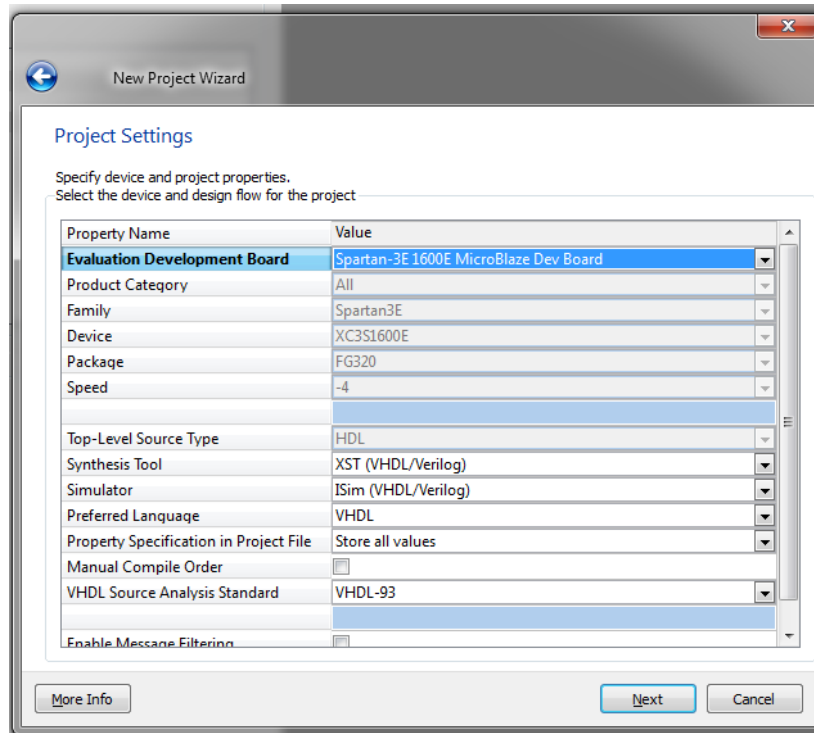 New Project Wizard
Project Settings
Specify device and project properties.
Select the device and design flow for the project
Property Name Value
Evaluation Development Board Spartan-3E 1600E MicroBlaze Dev Board
Product Category All
Family Spartan3E
Device XC3S1600E
Package FG320
Speed -4
Top-Level Source Type HDL
Synthesis Tool XST (VHDL/Verilog)
Simulator ISim (VHDL/Verilog)
Preferred Language VHDL
Property Specification in Project File Store all values
Manual Compile Order
VHDL Source Analysis Standard VHDL-93
Enable Message Filtering
More Info Next Cancel